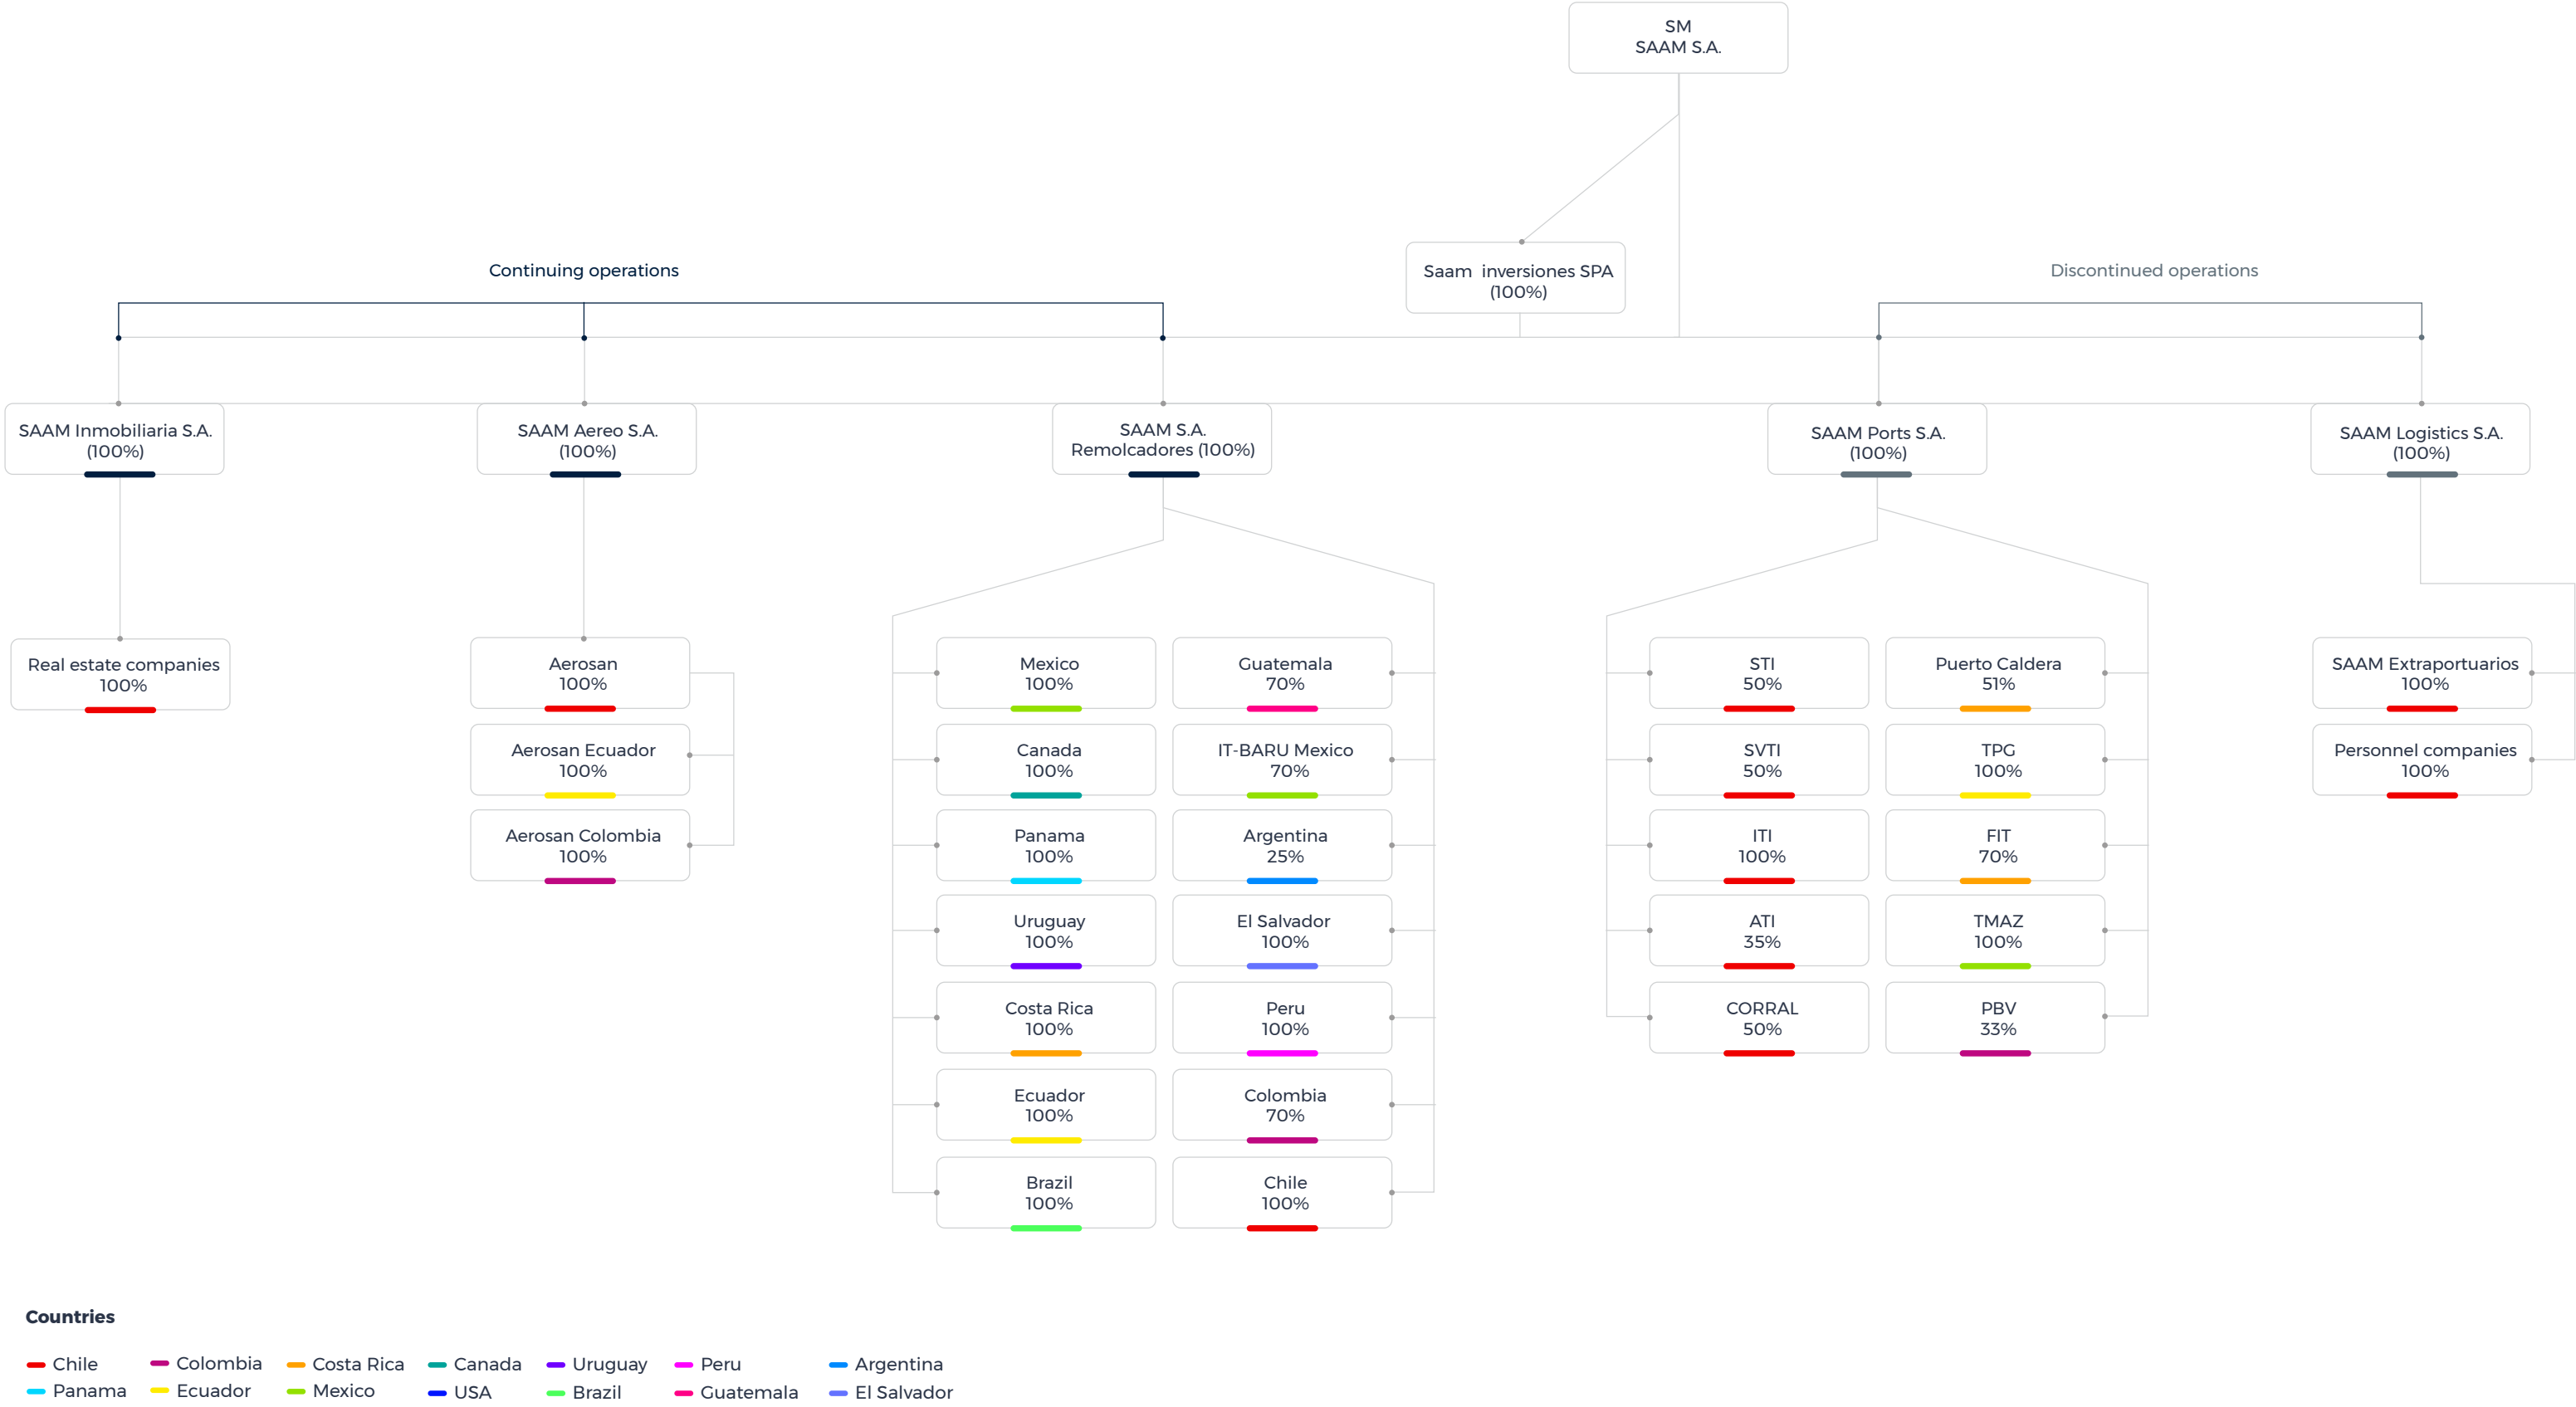 SM
SAAM S.A.
Saam inversiones SPA
(100%)
Continuing operations
Discontinued operations
SAAM Inmobiliaria S.A.
(100%)
SAAM Aereo S.A.
(100%)
SAAM S.A.
Remolcadores (100%)
SAAM Ports S.A.
(100%)
SAAM Logistics S.A.
(100%)
Real estate companies
100%
Aerosan
100%
Aerosan Ecuador
100%
Aerosan Colombia
100%
Mexico
100%
Canada
100%
Panama
100%
Uruguay
100%
Costa Rica
100%
Ecuador
100%
Brazil
100%
Guatemala
70%
IT-BARU Mexico
70%
Argentina
25%
El Salvador
100%
Peru
100%
Colombia
70%
Chile
100%
STI
50%
SVTI
50%
ITI
100%
ATI
35%
CORRAL
50%
Puerto Caldera
51%
TPG
100%
FIT
70%
TMAZ
100%
PBV
33%
SAAM Extraportuarios
100%
Personnel companies
100%
Countries
Chile
Colombia
Costa Rica
Canada
Uruguay
Peru
Argentina
Panama
Ecuador
Mexico
USA
Brazil
Guatemala
El Salvador